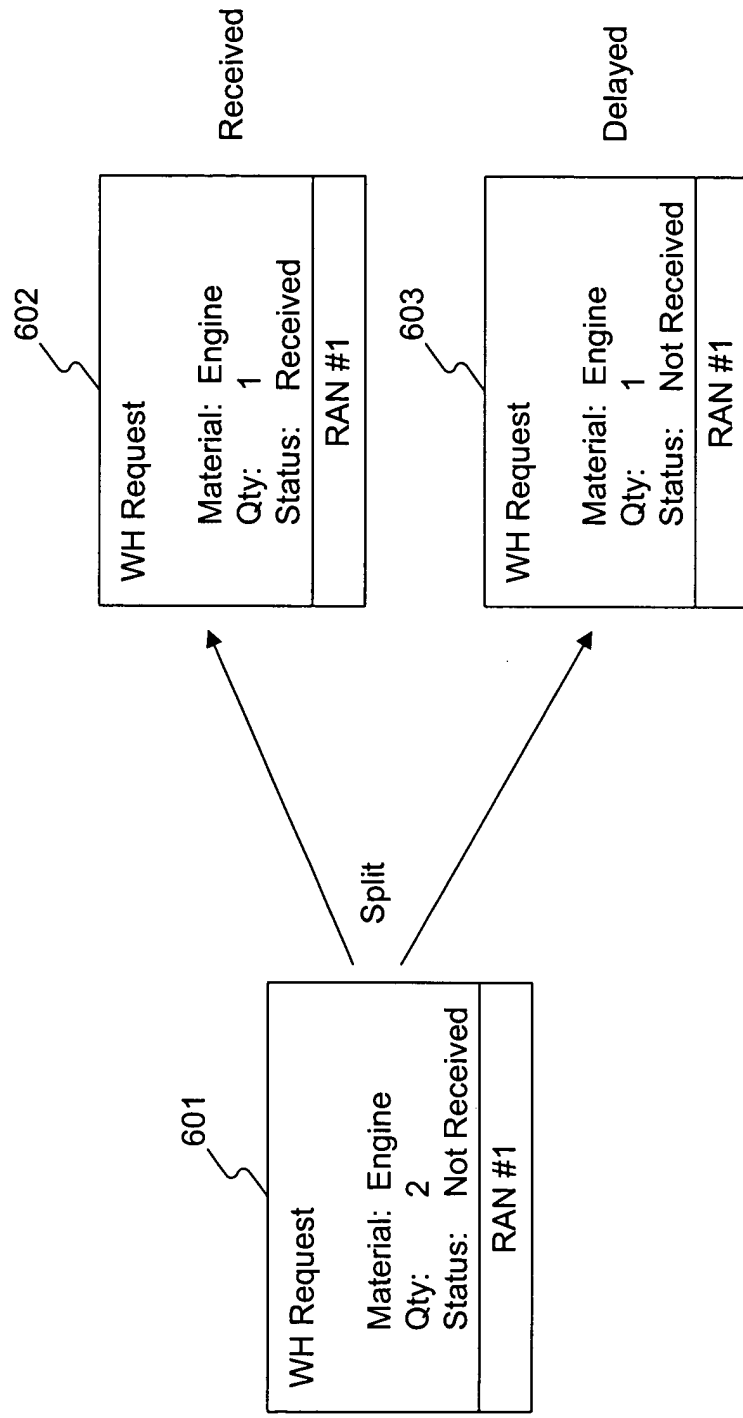 601
WH Request
Material: Engine
Qty: 2
Status: Not Received
RAN #1
Split
602
WH Request
Material: Engine
Qty: 1
Status: Received
RAN #1
Received
603
WH Request
Material: Engine
Qty: 1
Status: Not Received
RAN #1
Delayed